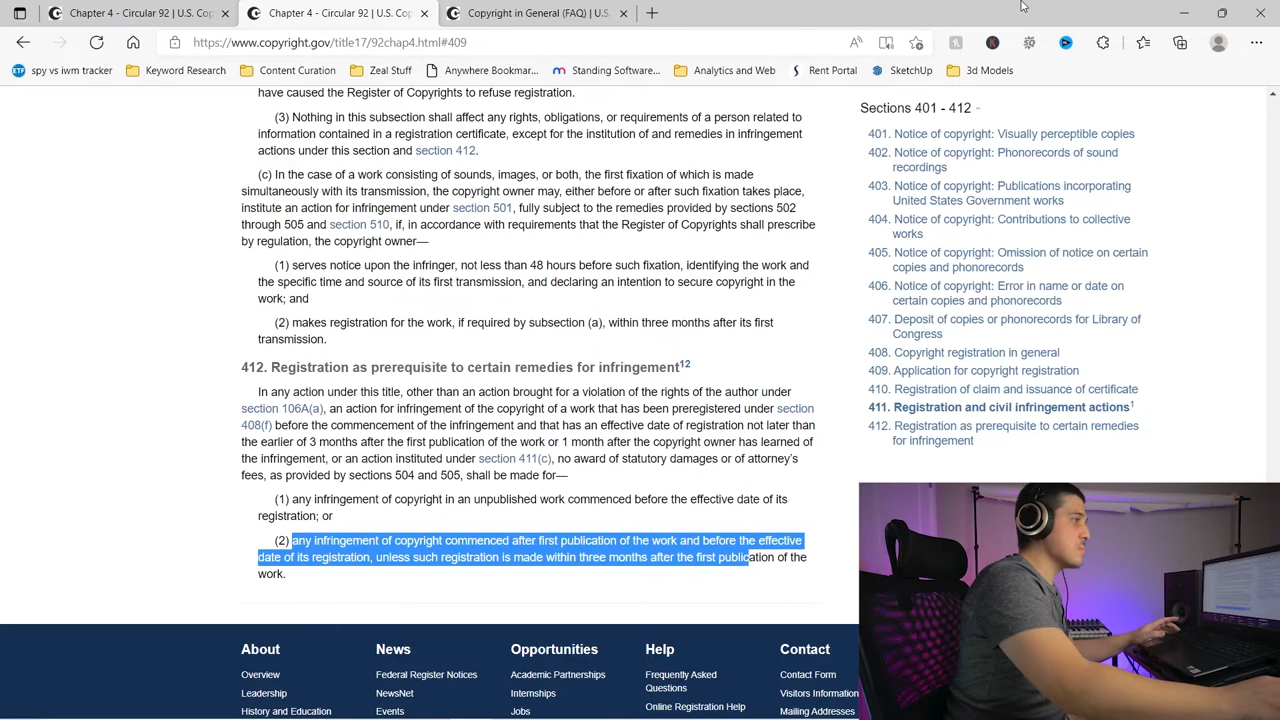 Chapter 4 - Circular 92 | U.S. Co
Chapter 4 - Circular 92 | U.S. Cop
Copyright in General (FAQ) | U.S.
https://www.copyright.gov/title17/92chap4.html#409
spy vs iwm tracker
Keyword Research
Content Curation
Zeal Stuff
Anywhere Bookmar...
Standing Software...
Analytics and Web
Rent Portal
SketchUp
3d Models
have caused the Register of Copyrights to refuse registration.
(3) Nothing in this subsection shall affect any rights, obligations, or requirements of a person related to
information contained in a registration certificate, except for the institution of and remedies in infringement
actions under this section and section 412.
(c) In the case of a work consisting of sounds, images, or both, the first fixation of which is made
simultaneously with its transmission, the copyright owner may, either before or after such fixation takes place,
institute an action for infringement under section 501, fully subject to the remedies provided by sections 502
through 505 and section 510, if, in accordance with requirements that the Register of Copyrights shall prescribe
by regulation, the copyright owner—
(1) serves notice upon the infringer, not less than 48 hours before such fixation, identifying the work and
the specific time and source of its first transmission, and declaring an intention to secure copyright in the
work; and
(2) makes registration for the work, if required by subsection (a), within three months after its first
transmission.
412. Registration as prerequisite to certain remedies for infringement12
In any action under this title, other than an action brought for a violation of the rights of the author under
section 106A(a), an action for infringement of the copyright of a work that has been preregistered under section
408(f) before the commencement of the infringement and that has an effective date of registration not later than
the earlier of 3 months after the first publication of the work or 1 month after the copyright owner has learned of
the infringement, or an action instituted under section 411(c), no award of statutory damages or of attorney's
fees, as provided by sections 504 and 505, shall be made for—
(1) any infringement of copyright in an unpublished work commenced before the effective date of its
registration; or
(2) any infringement of copyright commenced after first publication of the work and before the effective
date of its registration, unless such registration is made within three months after the first publication of the
work.
Sections 401 - 412
401. Notice of copyright: Visually perceptible copies
402. Notice of copyright: Phonorecords of sound
recordings
403. Notice of copyright: Publications incorporating
United States Government works
404. Notice of copyright: Contributions to collective
works
405. Notice of copyright: Omission of notice on certain
copies and phonorecords
406. Notice of copyright: Error in name or date on
certain copies and phonorecords
407. Deposit of copies or phonorecords for Library of
Congress
408. Copyright registration in general
409. Application for copyright registration
410. Registration of claim and issuance of certificate
411. Registration and civil infringement actions1
412. Registration as prerequisite to certain remedies
for infringement
About
Overview
Leadership
History and Education
News
Federal Register Notices
NewsNet
Events
Opportunities
Academic Partnerships
Internships
Jobs
Help
Frequently Asked
Questions
Online Registration Help
Contact
Contact Form
Visitors Information
Mailing Addresses